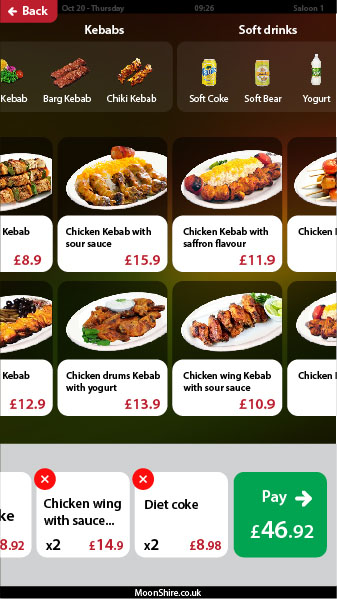 Back
Oct 20 - Thursday
09:26
Saloon 1
Kebabs
Soft drinks
Kebab
Barg Kebab
Chiki Kebab
Soft Coke
Soft Bear
Yogurt
Kebab
£8.9
Chicken Kebab with
sour sauce
£15.9
Chicken Kebab with
saffron flavour
£11.9
Chicken
Kebab
£12.9
Chicken drums Kebab
with yogurt
£13.9
Chicken wing Kebab
with sour sauce
£10.9
Chicken
ke
8.92
Chicken wing
with sauce...
x2
£14.9
Diet coke
x2
£8.98
Pay
£46.92
MoonShire.co.uk